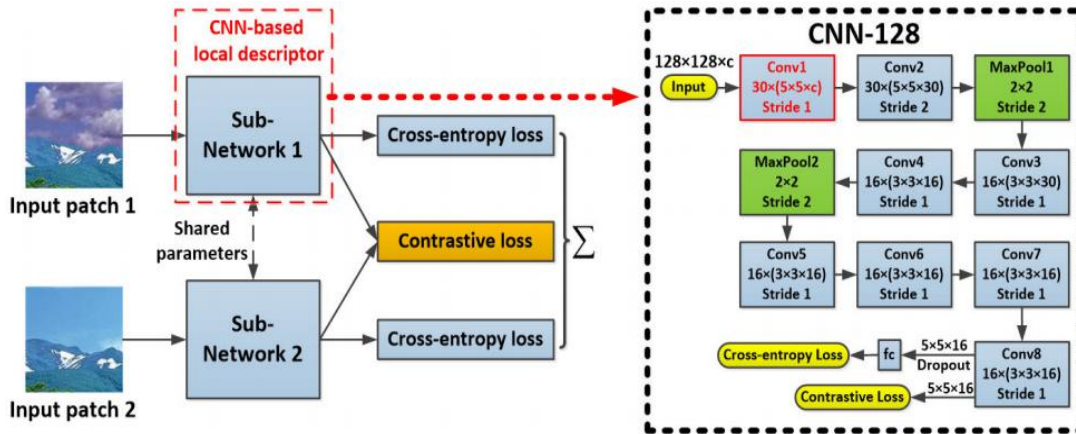 CNN-based
local descriptor
Sub-
Network 1
Input patch 1
Shared
parameters
Sub-
Network 2
Input patch 2
Cross-entropy loss
Contrastive loss
Cross-entropy loss
∑
CNN-128
128×128×c
Input
Conv1
30×(5×5×c)
Stride 1
Conv2
30×(5×5×30)
Stride 2
MaxPool1
2×2
Stride 2
MaxPool2
2×2
Stride 2
Conv4
16×(3×3×16)
Stride 1
Conv3
16×(3×3×30)
Stride 1
Conv5
16×(3×3×16)
Stride 1
Conv6
16×(3×3×16)
Stride 1
Conv7
16×(3×3×16)
Stride 1
Cross-entropy Loss
fc
5×5×16
Dropout
Conv8
16×(3×3×16)
Stride 1
Contrastive Loss
5×5×16